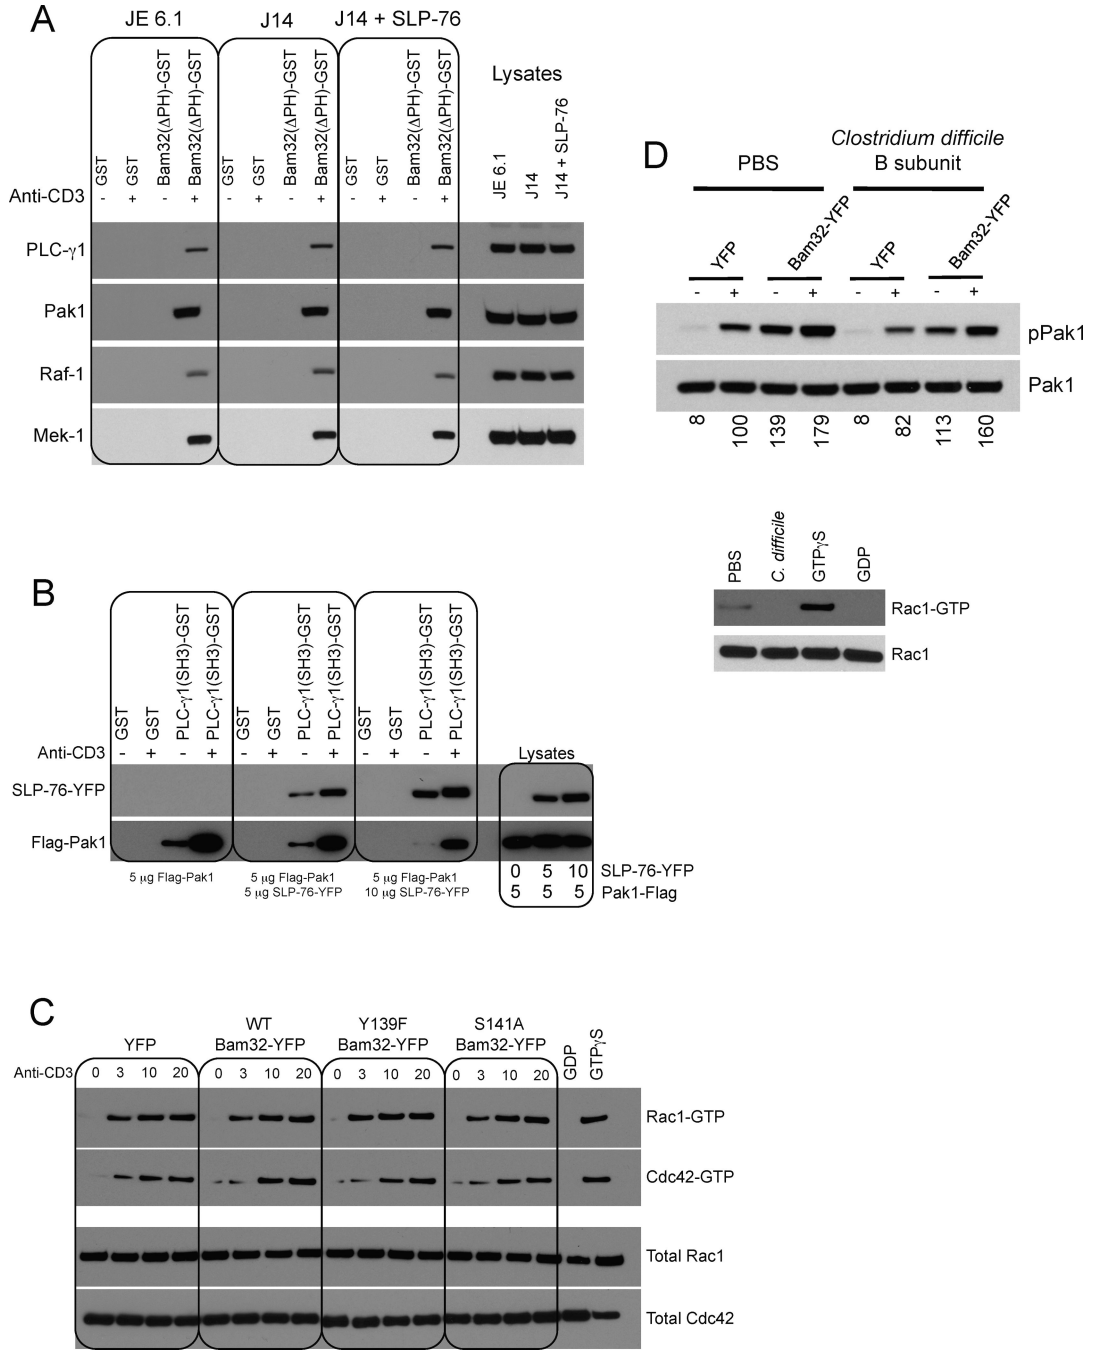 A
JE 6.1 J14 J14 + SLP-76
GST GST Bam32(ΔPH)-GST Bam32(ΔPH)-GST GST GST Bam32(ΔPH)-GST Bam32(ΔPH)-GST GST GST Bam32(ΔPH)-GST Bam32(ΔPH)-GST
Lysates
JE 6.1 J14 J14 + SLP-76
Anti-CD3 - + - + - + - + - + - +
PLC-γ1
Pak1
Raf-1
Mek-1
B
GST GST PLC-γ1(SH3)-GST PLC-γ1(SH3)-GST GST GST PLC-γ1(SH3)-GST PLC-γ1(SH3)-GST GST GST PLC-γ1(SH3)-GST PLC-γ1(SH3)-GST
Anti-CD3 - + - + - + - + - + - + Lysates
SLP-76-YFP
Flag-Pak1
5 μg Flag-Pak1 5 μg Flag-Pak1 5 μg Flag-Pak1
5 μg SLP-76-YFP 10 μg SLP-76-YFP
0 5 10 SLP-76-YFP
5 5 5 Pak1-Flag
C
YFP
WT
Bam32-YFP
Y139F
Bam32-YFP
S141A
Bam32-YFP
GDP GTPγS
Anti-CD3 0 3 10 20 0 3 10 20 0 3 10 20 0 3 10 20
Rac1-GTP
Cdc42-GTP
Total Rac1
Total Cdc42
D
PBS
Clostridium difficile
B subunit
YFP Bam32-YFP YFP Bam32-YFP
- + - + - + - +
pPak1
Pak1
8 100 139 179 8 82 113 160
PBS C. difficile GTPγS GDP
Rac1-GTP
Rac1